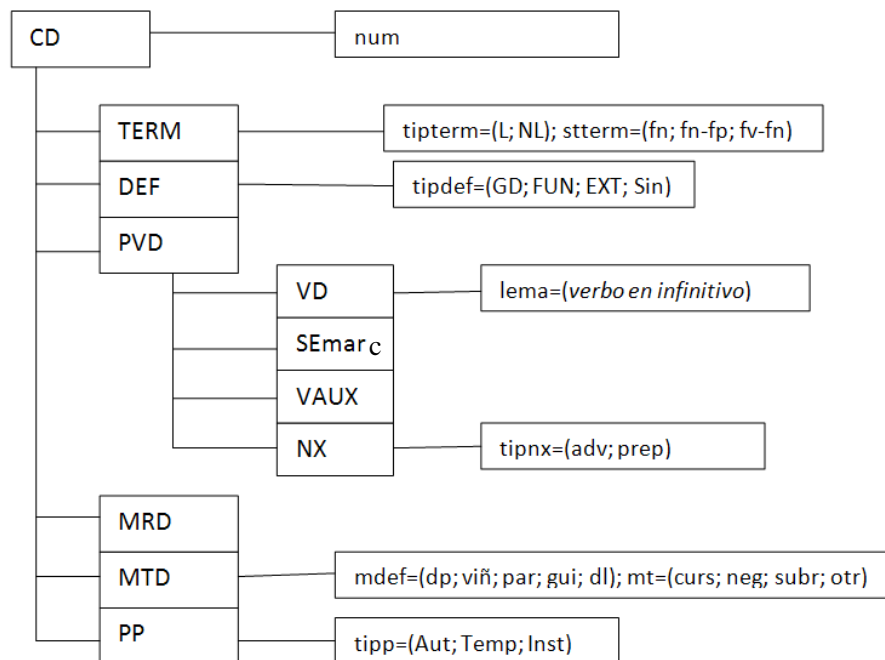 CD
num
TERM
tipterm=(L; NL); stterm=(fn; fn-fp; fv-fn)
DEF
tipdef=(GD; FUN; EXT; Sin)
PVD
VD
lema=(verbo en infinitivo)
SEmarc
VAUX
NX
tipnx=(adv; prep)
MRD
MTD
mdef=(dp; viñ; par; gui; dl); mt=(curs; neg; subr; otr)
PP
tipp=(Aut; Temp; Inst)